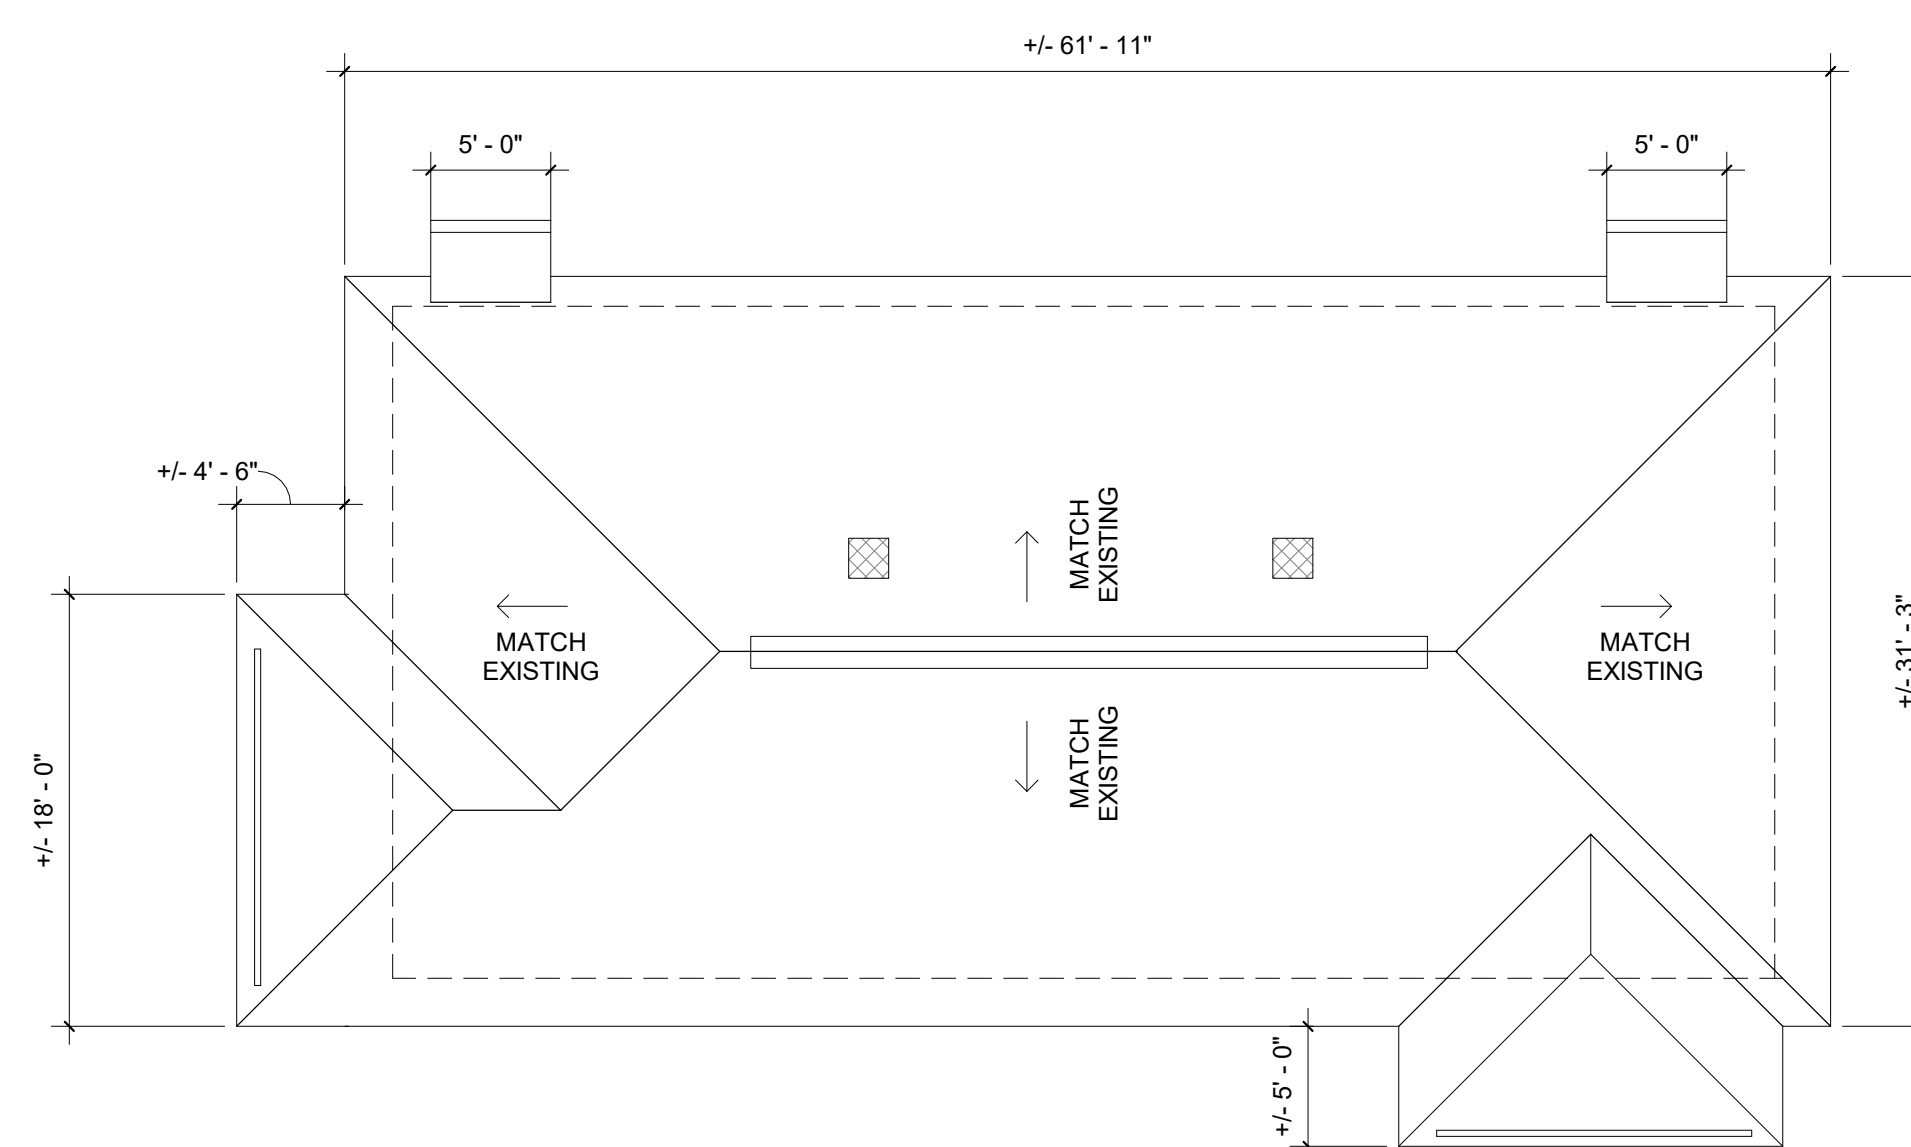 +/- 61' - 11"
5' - 0"
5' - 0"
+/- 4' - 6"
MATCH
EXISTING
MATCH
EXISTING
MATCH
EXISTING
+/- 31' - 3"
MATCH
EXISTING
+/- 18' - 0"
+/- 5' - 0"